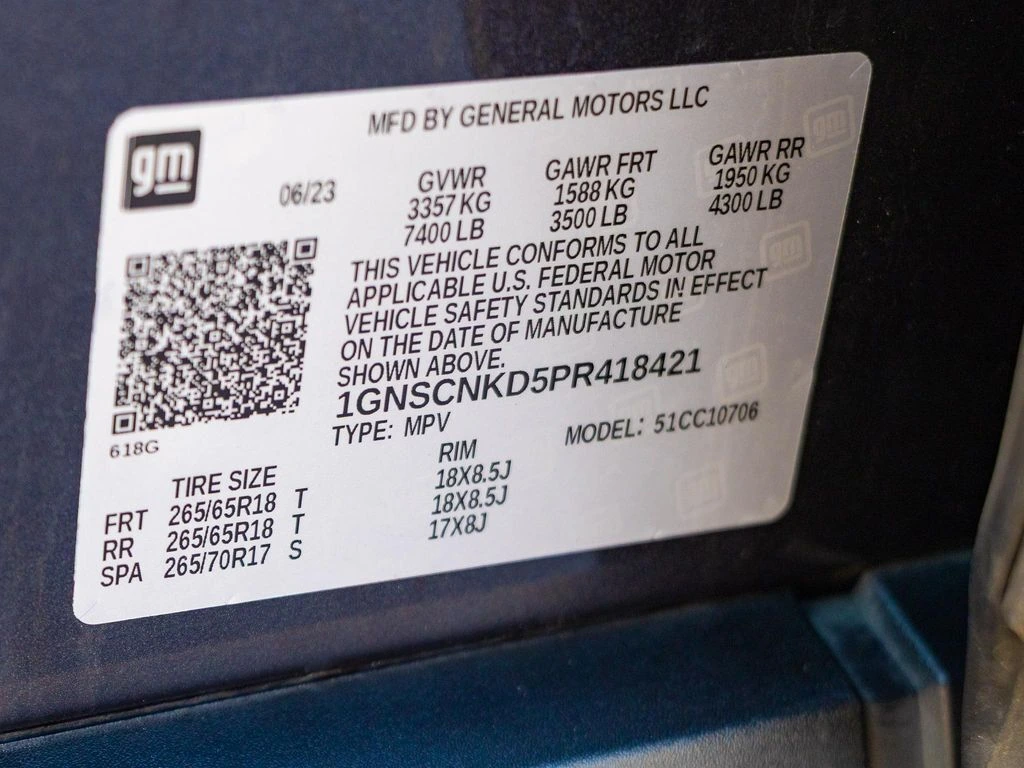 gm
MFD BY GENERAL MOTORS LLC
06/23
GVWR
3357 KG
7400 LB
GAWR FRT
1588 KG
3500 LB
GAWR RR
1950 KG
4300 LB
THIS VEHICLE CONFORMS TO ALL
APPLICABLE U.S. FEDERAL MOTOR
VEHICLE SAFETY STANDARDS IN EFFECT
ON THE DATE OF MANUFACTURE
SHOWN ABOVE.
1GNSCNKD5PR418421
TYPE: MPV
MODEL: 51CC10706
618G
TIRE SIZE
RIM
FRT 265/65R18 T 18X8.5J
RR 265/65R18 T 18X8.5J
SPA 265/70R17 S 17X8J